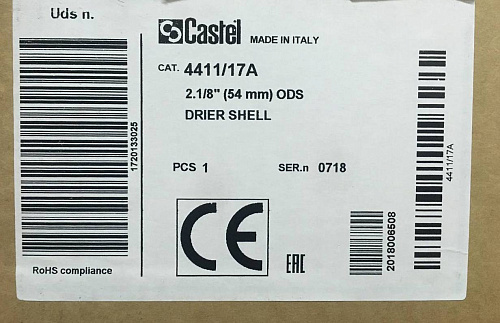 Uds n.
1720133025
RoHS compliance
Castel MADE IN ITALY
CAT. 4411/17A
2.1/8" (54 mm) ODS
DRIER SHELL
PCS 1 SER.n 0718
CE EAC
2018006508
4411/17A